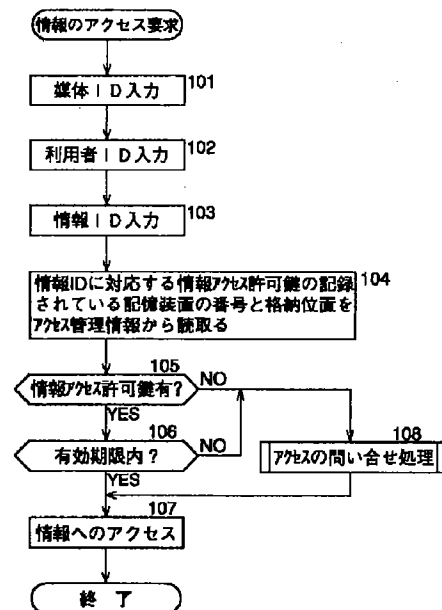 情報のアクセス要求
101
媒体ID入力
102
利用者ID入力
103
情報ID入力
104
情報IDに対応する情報アクセス許可鍵の記録
されている記憶装置の番号と格納位置を
アクセス管理情報から読取る
105
情報アクセス許可鍵有?
NO
YES
106
有効期限内?
NO
108
アクセスの問い合せ処理
YES
107
情報へのアクセス
終了